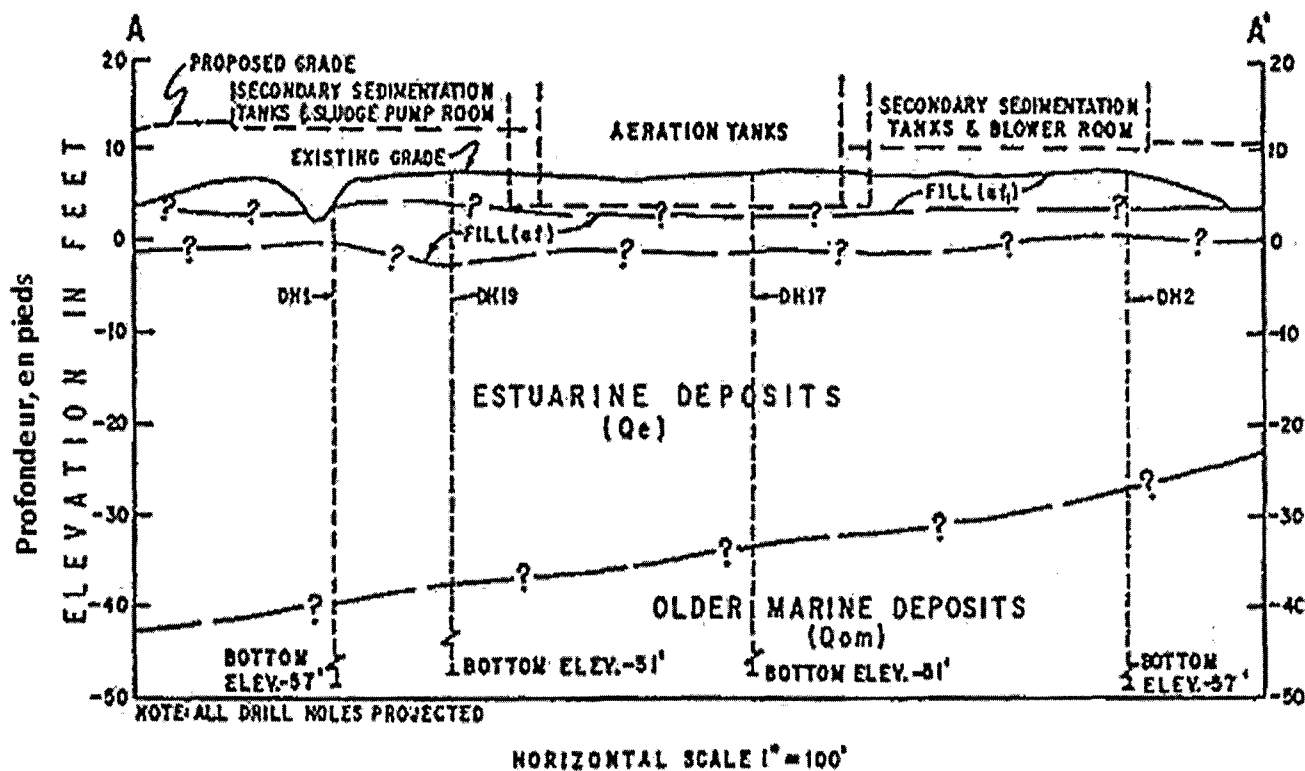 A
A'
20
20
PROPOSED GRADE
SECONDARY SEDIMENTATION
TANKS & SLUDGE PUMP ROOM
AERATION TANKS
SECONDARY SEDIMENTATION
TANKS & BLOWER ROOM
10
10
EXISTING GRADE
FILL(af₁)
? ? ? ? ? ?
FILL(af)
0
0
? ? ? ? ? ?
DH1
DH19
DH17
DH2
-10
-10
ESTUARINE DEPOSITS
(Qe)
-20
-20
-30
-30
? ? ? ? ?
OLDER MARINE DEPOSITS
(Qom)
-40
-40
BOTTOM
ELEV.-57'
BOTTOM ELEV.-51'
BOTTOM ELEV.-51'
BOTTOM
ELEV.-57'
-50
-50
NOTE: ALL DRILL HOLES PROJECTED
HORIZONTAL SCALE 1"=100'
Profondeur, en pieds
ELEVATION IN FEET